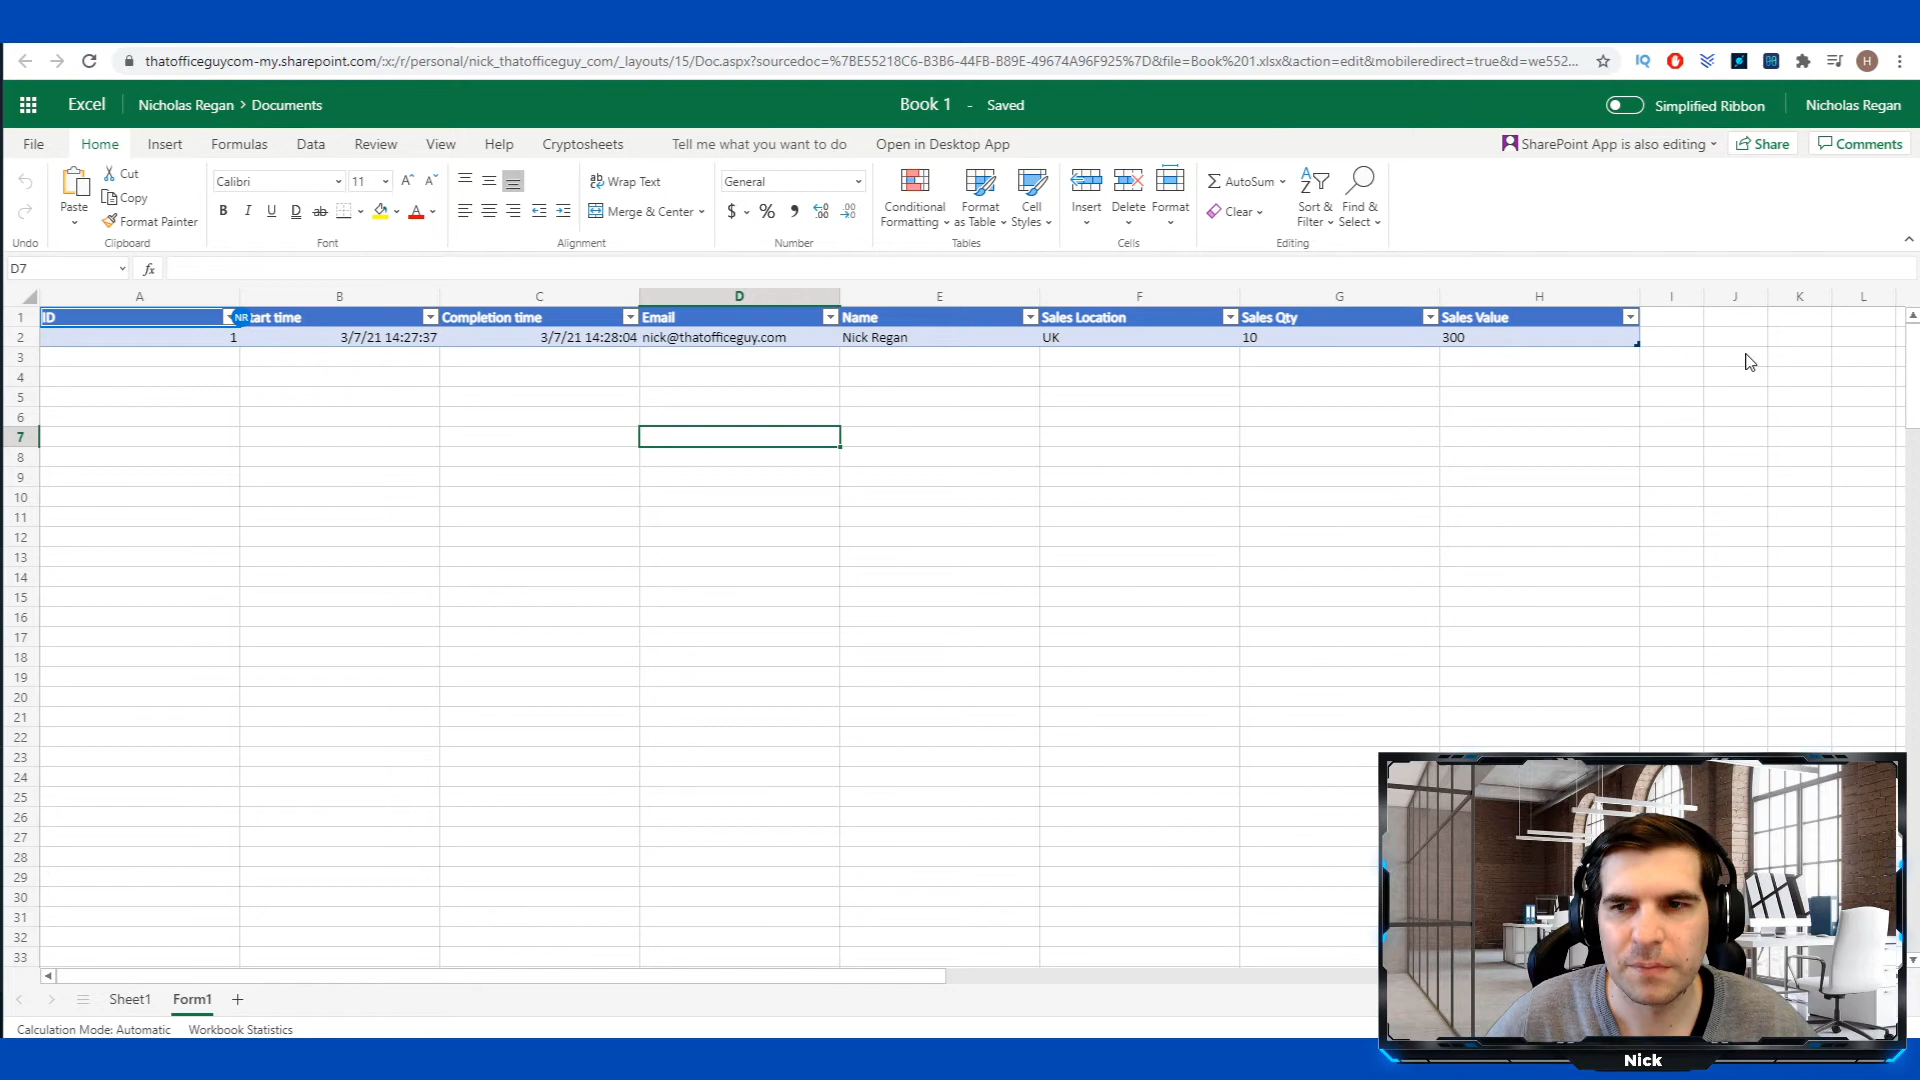 thatofficeguycom-my.sharepoint.com/:x:/r/personal/nick_thatofficeguy_com/_layouts/15/Doc.aspx?sourcedoc=%7BE55218C6-B3B6-44FB-B89E-49674A96F925%7D&file=Book%201.xlsx&action=edit&mobileredirect=true&d=we552...
IQ H
Excel Nicholas Regan > Documents Book 1 - Saved Simplified Ribbon Nicholas Regan
File Home Insert Formulas Data Review View Help Cryptosheets Tell me what you want to do Open in Desktop App SharePoint App is also editing Share Comments
Paste Cut Calibri 11 A^ Aˇ ab Wrap Text General Conditional Formatting Format as Table Cell Styles Insert Delete Format AutoSum Sort & Filter Find & Select
Copy
Format Painter B I U D ab A Merge & Center $ % , .00 .00 Clear
Undo Clipboard Font Alignment Number Tables Cells Editing
D7 fx
A B C D E F G H I J K L
1 ID NR tart time Completion time Email Name Sales Location Sales Qty Sales Value
2 1 3/7/21 14:27:37 3/7/21 14:28:04 nick@thatofficeguy.com Nick Regan UK 10 300
3
4
5
6
7
8
9
10
11
12
13
14
15
16
17
18
19
20
21
22
23
24
25
26
27
28
29
30
31
32
33
Sheet1 Form1 +
Calculation Mode: Automatic Workbook Statistics
Nick